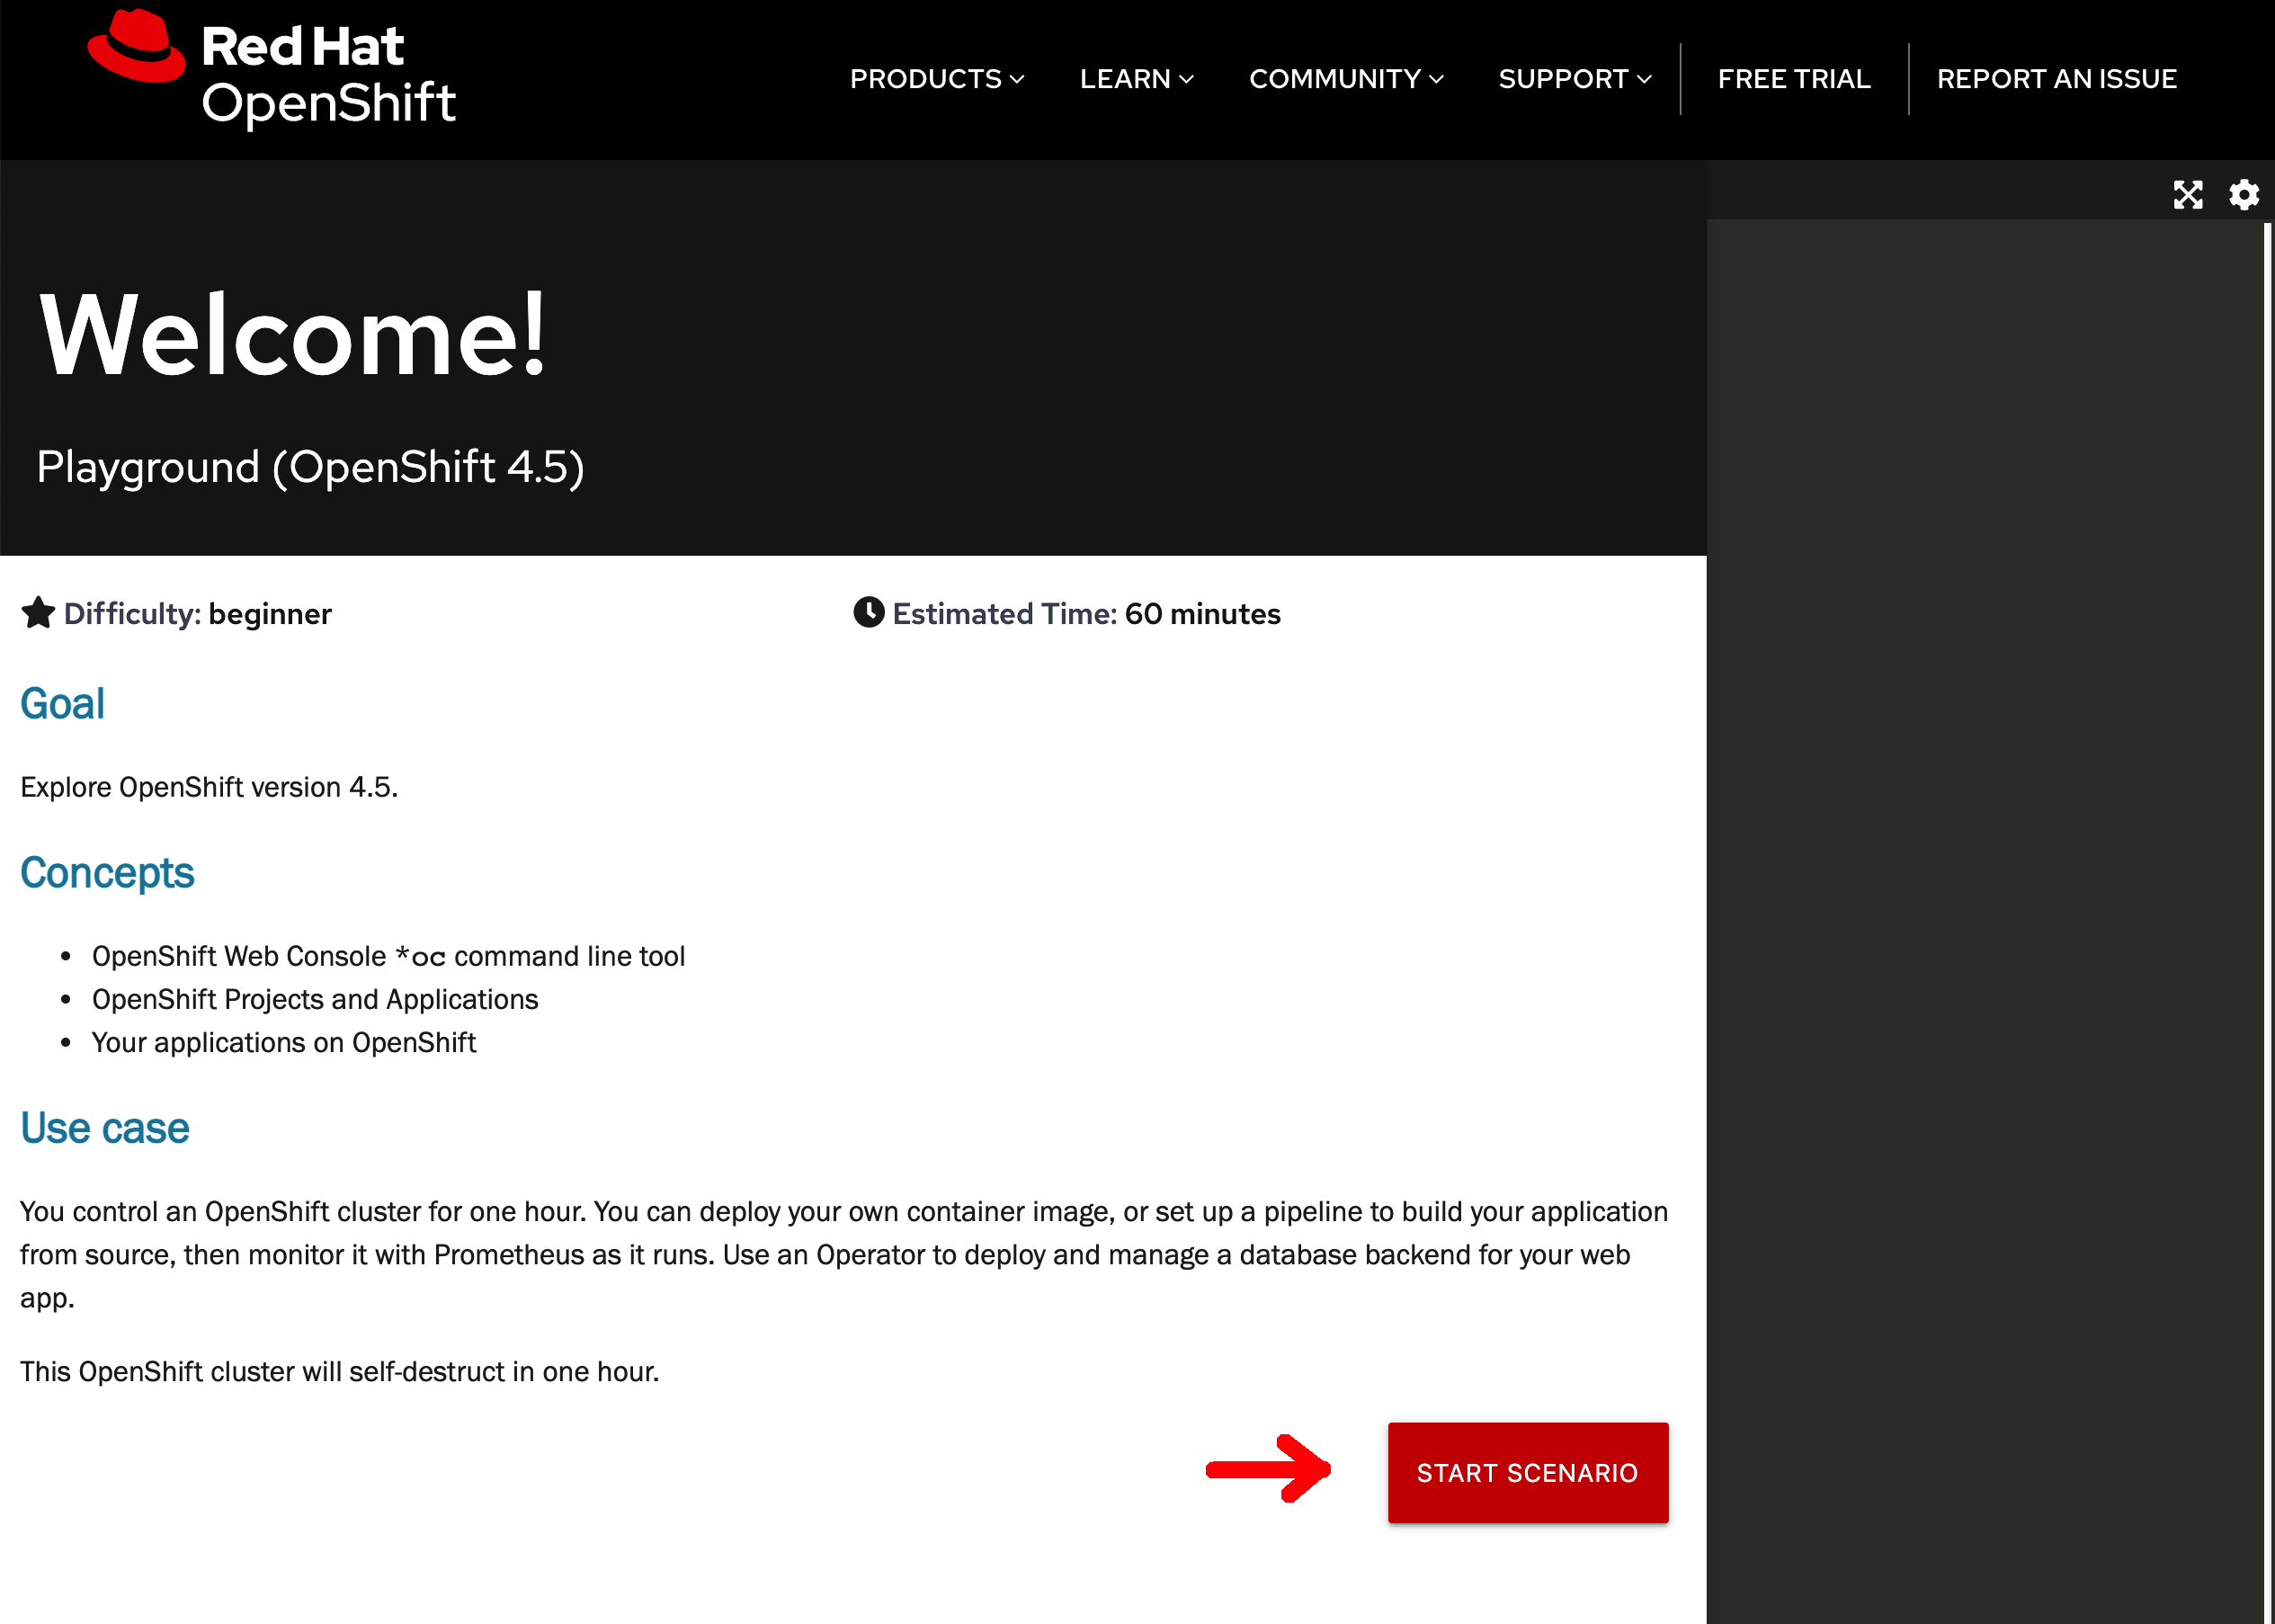 Red Hat
OpenShift
PRODUCTS LEARN COMMUNITY SUPPORT FREE TRIAL REPORT AN ISSUE
Welcome!
Playground (OpenShift 4.5)
Difficulty: beginner
Estimated Time: 60 minutes
Goal
Explore OpenShift version 4.5.
Concepts
• OpenShift Web Console *oc command line tool
• OpenShift Projects and Applications
• Your applications on OpenShift
Use case
You control an OpenShift cluster for one hour. You can deploy your own container image, or set up a pipeline to build your application
from source, then monitor it with Prometheus as it runs. Use an Operator to deploy and manage a database backend for your web
app.
This OpenShift cluster will self-destruct in one hour.
START SCENARIO